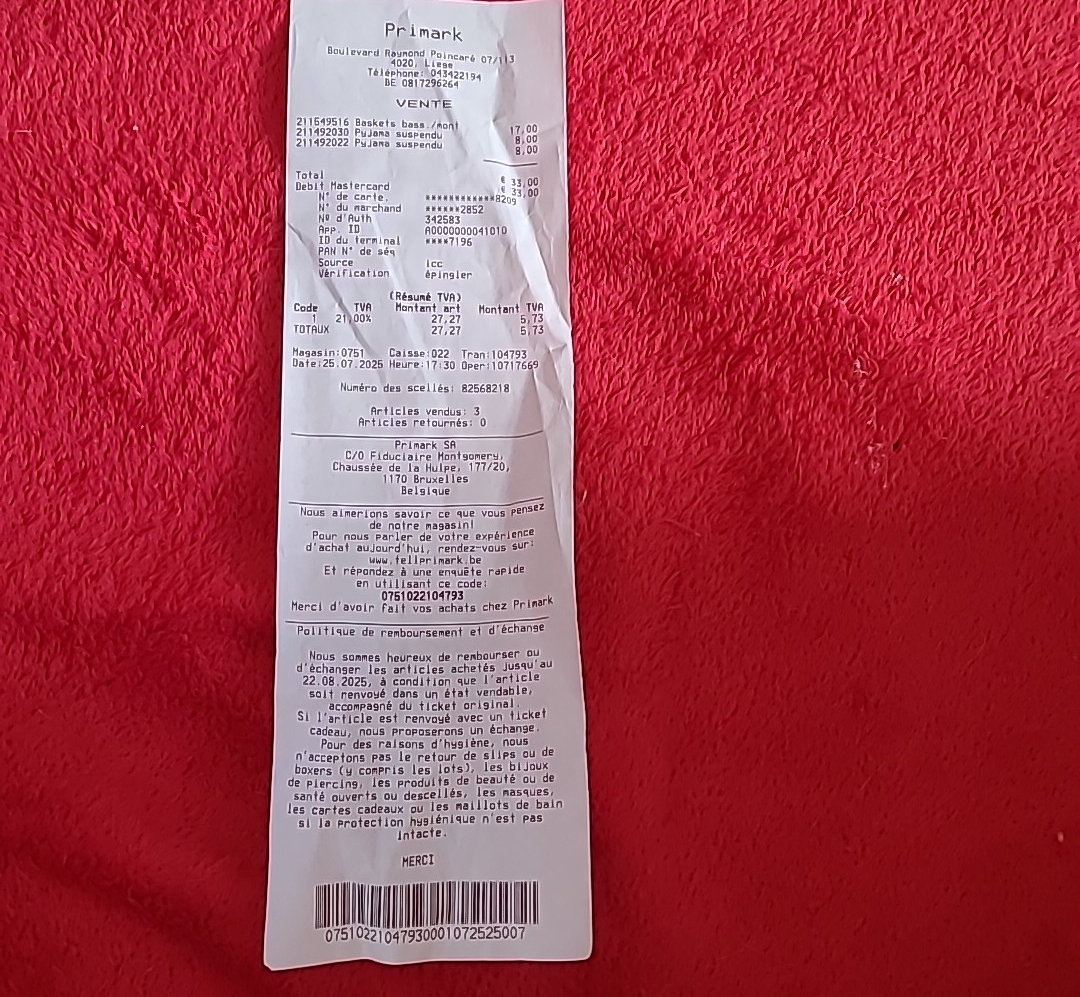 Primark
Boulevard Raymond Poincaré 07/113
4020, Liege
Téléphone: 043422194
BE 0817296264
VENTE
211549516 Baskets bass./mont 17,00
211492030 Pyjama suspendu 8,00
211492022 Pyjama suspendu 8,00
Total € 33,00
Debit Mastercard € 33,00
N° de carte. ************8209
N° du marchand ******2852
Nº d'Auth 342583
App. ID A0000000041010
ID du terminal ****7196
PAN N° de séq
Source icc
Vérification épingler
(Résumé TVA)
Code TVA Montant art Montant TVA
1 21,00% 27,27 5,73
TOTAUX 27,27 5,73
Magasin:0751 Caisse:022 Tran:104793
Date:25.07.2025 Heure:17:30 Oper:10717669
Numéro des scellés: 82568218
Articles vendus: 3
Articles retournés: 0
Primark SA
C/O Fiduciaire Montgomery,
Chaussée de la Hulpe, 177/20,
1170 Bruxelles
Belgique
Nous aimerions savoir ce que vous pensez
de notre magasin!
Pour nous parler de votre expérience
d'achat aujourd'hui, rendez-vous sur:
www.tellprimark.be
Et répondez à une enquête rapide
en utilisant ce code:
0751022104793
Merci d'avoir fait vos achats chez Primark
Politique de remboursement et d'échange
Nous sommes heureux de rembourser ou
d'échanger les articles achetés jusqu'au
22.08.2025, à condition que l'article
soit renvoyé dans un état vendable,
accompagné du ticket original.
Si l'article est renvoyé avec un ticket
cadeau, nous proposerons un échange.
Pour des raisons d'hygiène, nous
n'acceptons pas le retour de slips ou de
boxers (y compris les lots), les bijoux
de piercing, les produits de beauté ou de
santé ouverts ou descellés, les masques,
les cartes cadeaux ou les maillots de bain
si la protection hygiénique n'est pas
intacte.
MERCI
07510221047930001072525007